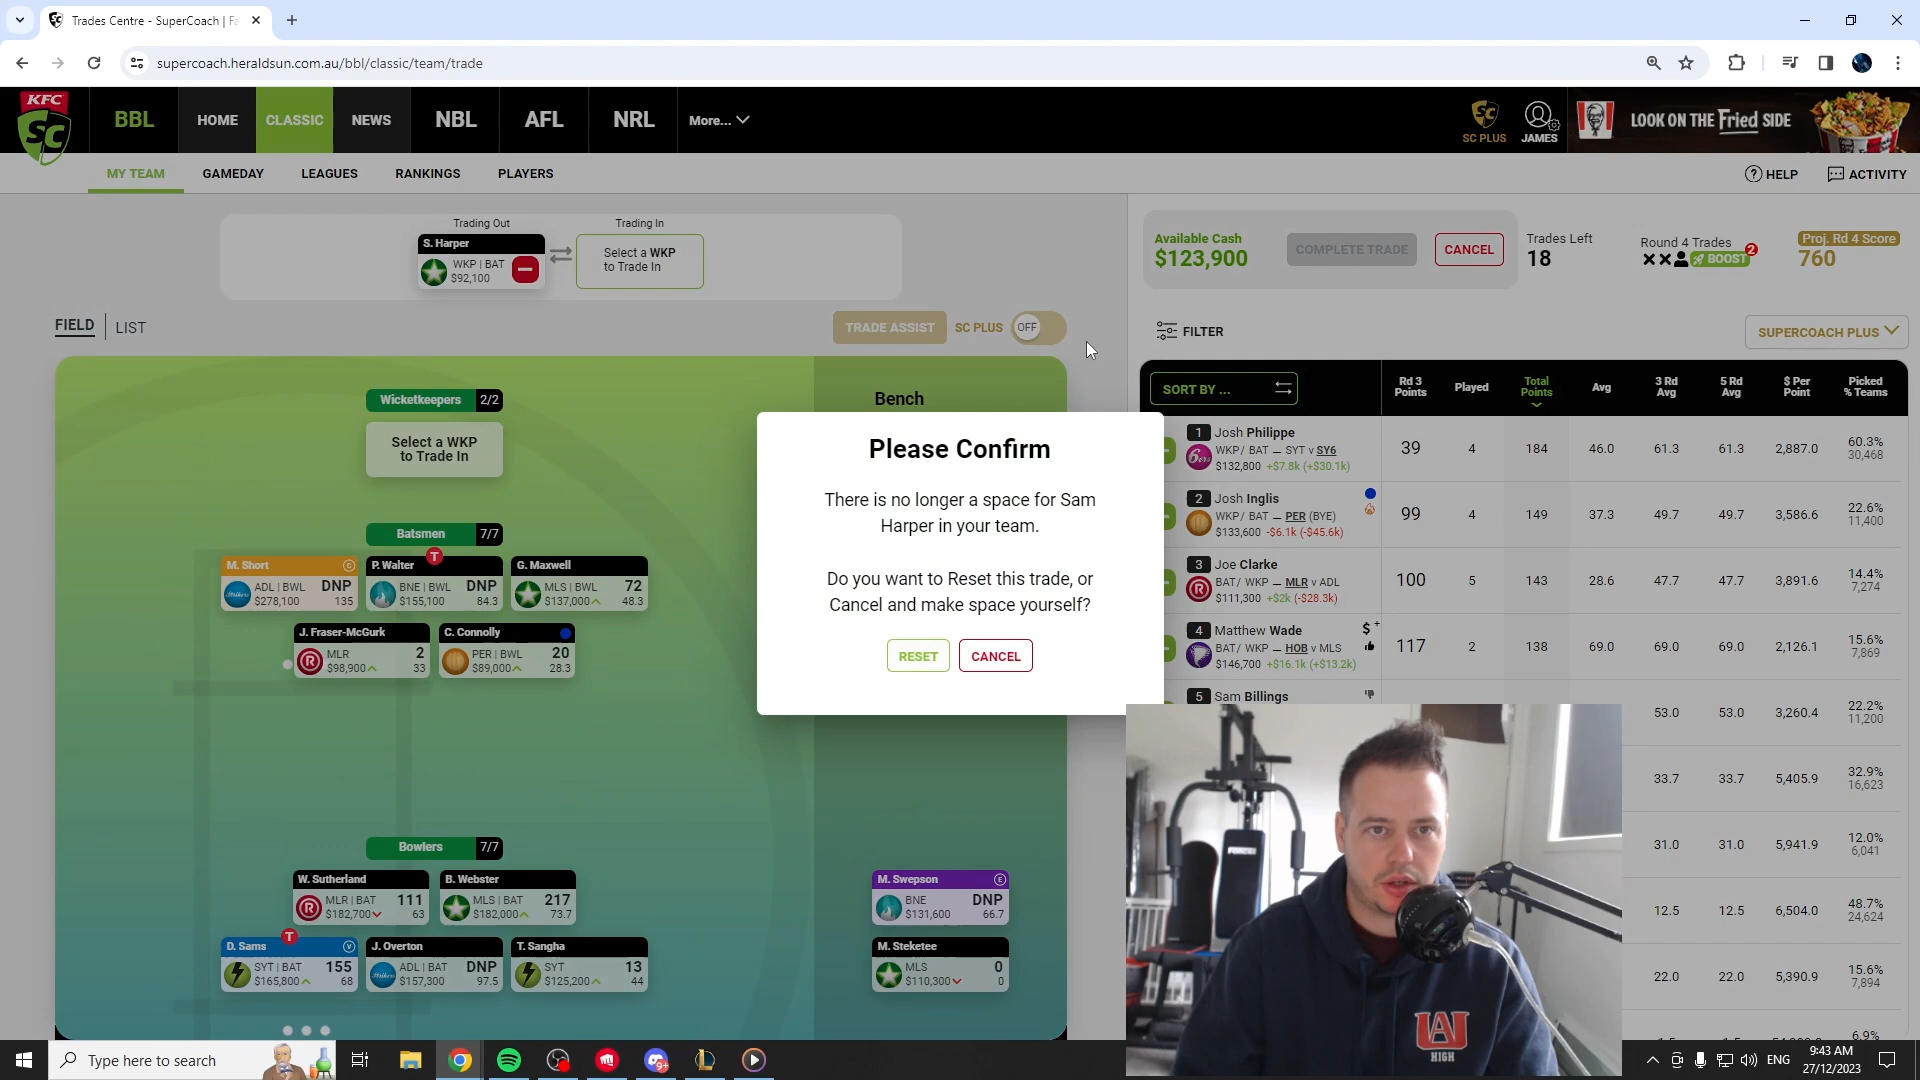 Trades Centre - SuperCoach | Fa
supercoach.heraldsun.com.au/bbl/classic/team/trade
KFC
SC
BBL
HOME
CLASSIC
NEWS
NBL
AFL
NRL
More...
SC PLUS
JAMES
LOOK ON THE Fried SIDE
MY TEAM
GAMEDAY
LEAGUES
RANKINGS
PLAYERS
HELP
ACTIVITY
Trading Out
Trading In
S. Harper
WKP | BAT
$92,100
Select a WKP
to Trade In
Available Cash
$123,900
COMPLETE TRADE
CANCEL
Trades Left
18
Round 4 Trades
BOOST
2
Proj. Rd 4 Score
760
FIELD
LIST
TRADE ASSIST
SC PLUS
OFF
FILTER
SUPERCOACH PLUS
Wicketkeepers 2/2
Select a WKP
to Trade In
Bench
Batsmen 7/7
M. Short C
ADL | BWL DNP
$278,100 135
T
P. Walter
BNE | BWL DNP
$155,100 84.3
G. Maxwell
MLS | BWL 72
$137,000 48.3
J. Fraser-McGurk
MLR 2
$98,900 33
C. Connolly
PER | BWL 20
$89,000 28.3
Bowlers 7/7
W. Sutherland
MLR | BAT 111
$182,700 63
B. Webster
MLS | BAT 217
$182,000 73.7
T
D. Sams V
SYT | BAT 155
$165,800 68
J. Overton
ADL | BAT DNP
$157,300 97.5
T. Sangha
SYT 13
$125,200 44
M. Swepson E
BNE DNP
$131,600 66.7
M. Steketee
MLS 0
$110,300 0
Please Confirm
There is no longer a space for Sam
Harper in your team.
Do you want to Reset this trade, or
Cancel and make space yourself?
RESET
CANCEL
SORT BY ...
Rd 3
Points
Played
Total
Points
Avg
3 Rd
Avg
5 Rd
Avg
$ Per
Point
Picked
% Teams
1 Josh Philippe
WKP/ BAT – SYT v SY6
$132,800 +$7.8k (+$30.1k)
39 4 184 46.0 61.3 61.3 2,887.0 60.3%
30,468
2 Josh Inglis
WKP/ BAT – PER (BYE)
$133,600 -$6.1k (-$45.6k)
99 4 149 37.3 49.7 49.7 3,586.6 22.6%
11,400
3 Joe Clarke
BAT/ WKP – MLR v ADL
$111,300 +$2k (-$28.3k)
100 5 143 28.6 47.7 47.7 3,891.6 14.4%
7,274
4 Matthew Wade $+
BAT/ WKP – HOB v MLS
$146,700 +$16.1k (+$13.2k)
117 2 138 69.0 69.0 69.0 2,126.1 15.6%
7,869
5 Sam Billings
53.0 53.0 3,260.4 22.2%
11,200
33.7 33.7 5,405.9 32.9%
16,623
31.0 31.0 5,941.9 12.0%
6,041
12.5 12.5 6,504.0 48.7%
24,624
22.0 22.0 5,390.9 15.6%
7,894
6.9%
HIGH
Type here to search
9+
ENG
9:43 AM
27/12/2023